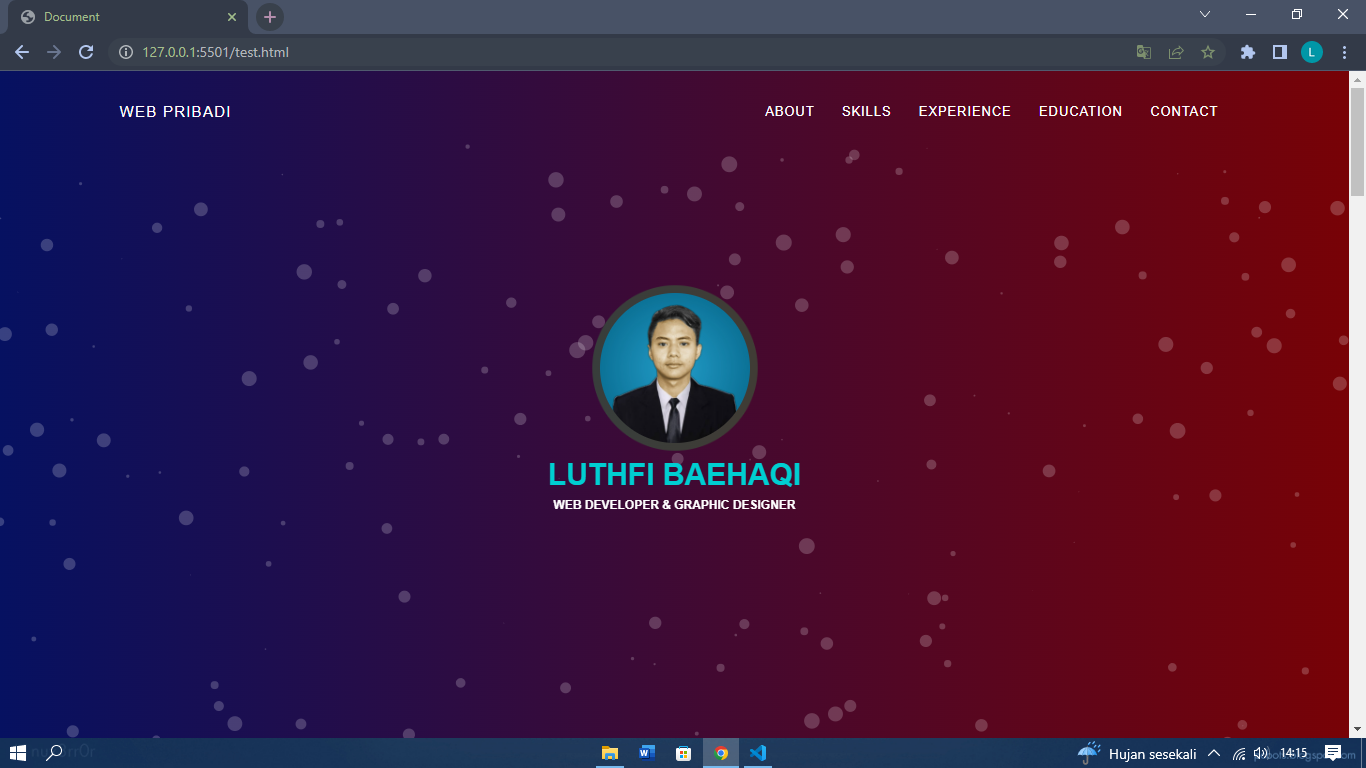 Document
127.0.0.1:5501/test.html
L
WEB PRIBADI
ABOUT SKILLS EXPERIENCE EDUCATION CONTACT
LUTHFI BAEHAQI
WEB DEVELOPER & GRAPHIC DESIGNER
W
Hujan sesekali
14:15